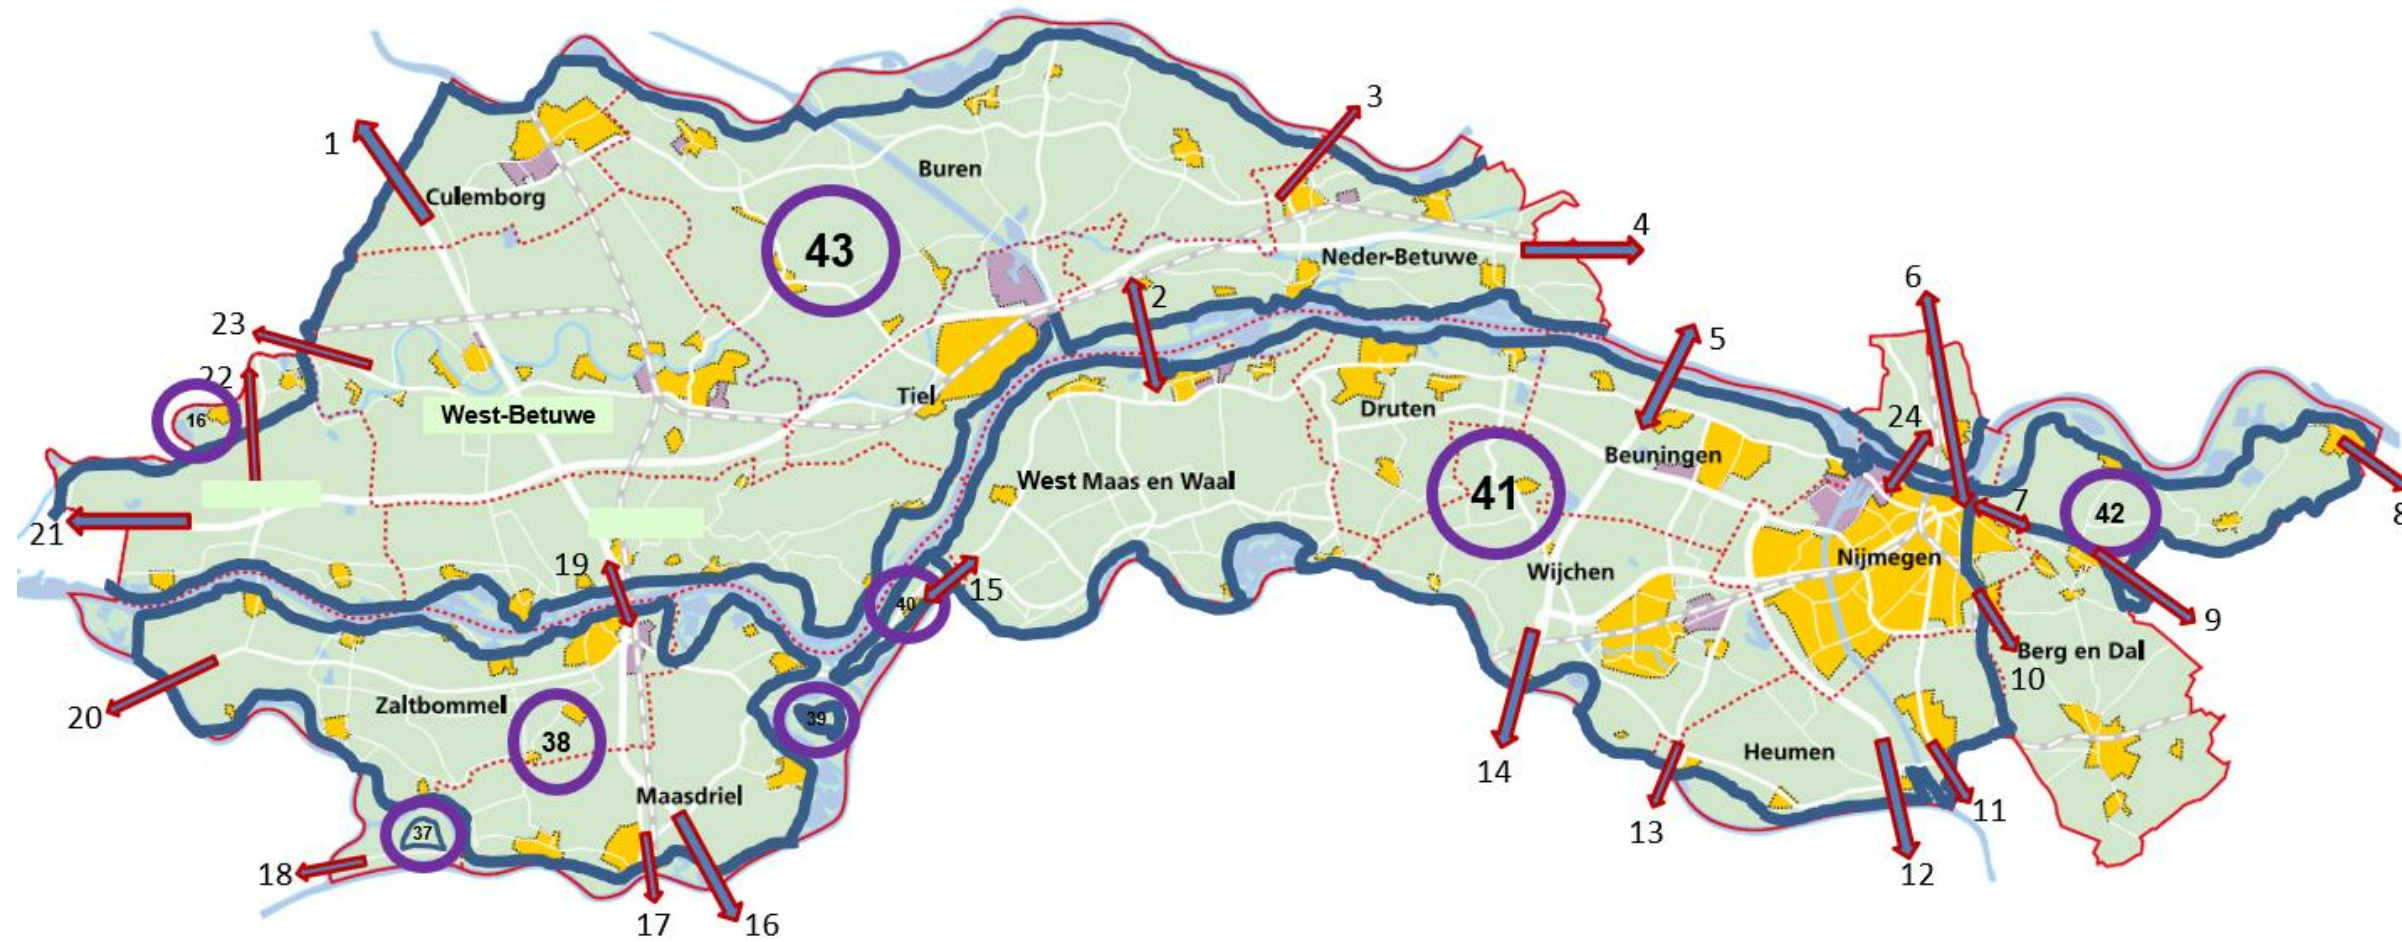 3
1
Buren
Culemborg
43
4
Neder-Betuwe
6
2
23
5
22
16
West-Betuwe
Tiel
Druten
24
Beuningen
West Maas en Waal
41
7
42
8
21
Nijmegen
19
Wijchen
15
40
9
Berg en Dal
10
20
Zaltbommel
39
38
Heumen
14
Maasdriel
11
13
37
12
18
17
16